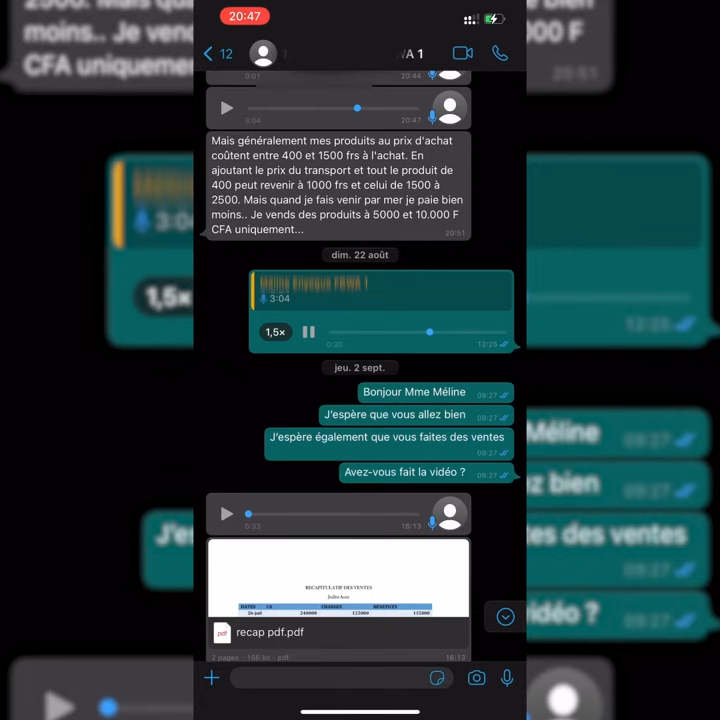 20:47
12
WA 1
0:01
20:44
3:04
20:47
Mais généralement mes produits au prix d'achat
coûtent entre 400 et 1500 frs à l'achat. En
ajoutant le prix du transport et tout le produit de
400 peut revenir à 1000 frs et celui de 1500 à
2500. Mais quand je fais venir par mer je paie bien
moins.. Je vends des produits à 5000 et 10.000 F
CFA uniquement...
20:51
dim. 22 août
3:04
1,5×
0:30
12:25
jeu. 2 sept.
Bonjour Mme Méline
09:27
J'espère que vous allez bien
09:27
J'espère également que vous faites des ventes
09:27
Avez-vous fait la vidéo ?
09:27
0:33
16:13
RECAPITULATIF DES VENTES
Juillet-Aout
DATES CA CHARGES BENEFICES
26-juil 240000 125000 115000
pdf
recap pdf.pdf
2 pages · 156 ko · pdf
16:13